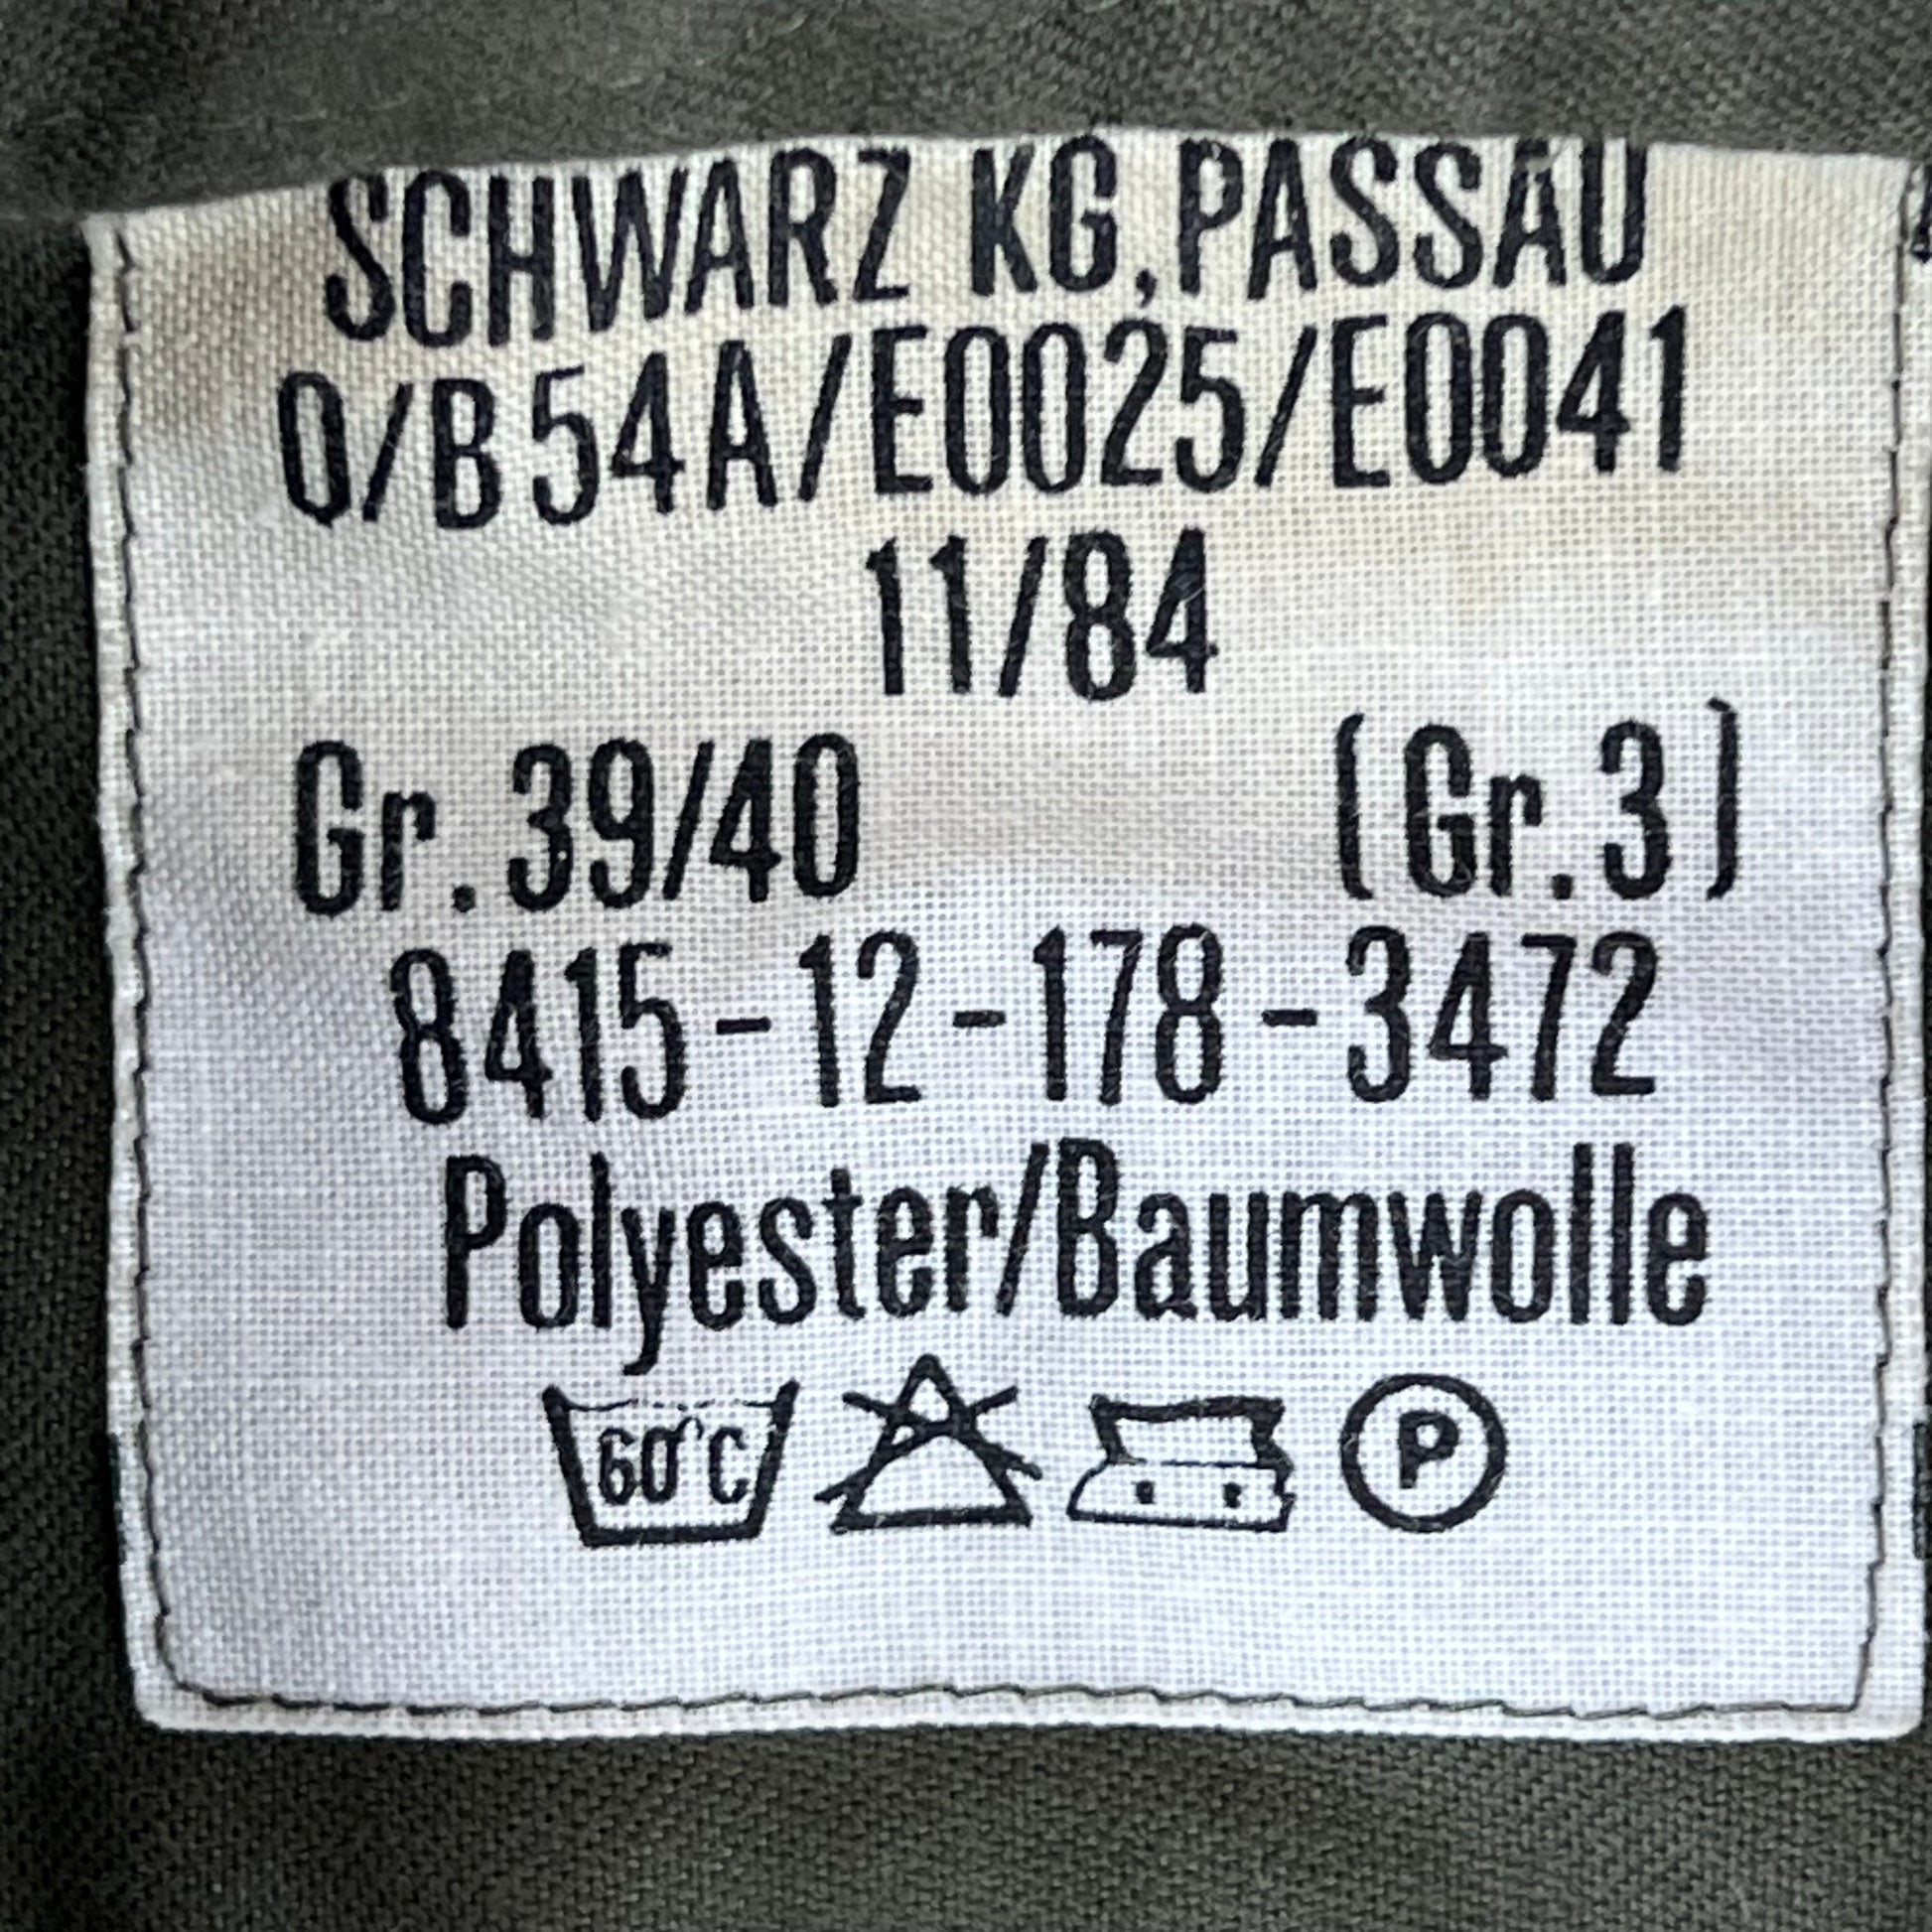 SCHWARZ KG, PASSAU
0/B54A/E0025/E0041
11/84
Gr. 39/40 (Gr. 3)
8415-12-178-3472
Polyester/Baumwolle
60°C P